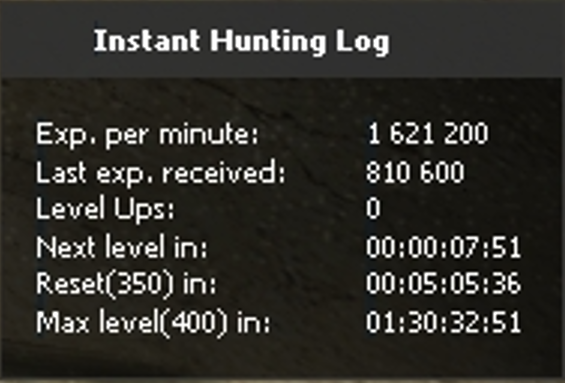 Instant Hunting Log
Exp. per minute: 1 621 200
Last exp. received: 810 600
Level Ups: 0
Next level in: 00:00:07:51
Reset(350) in: 00:05:05:36
Max level(400) in: 01:30:32:51